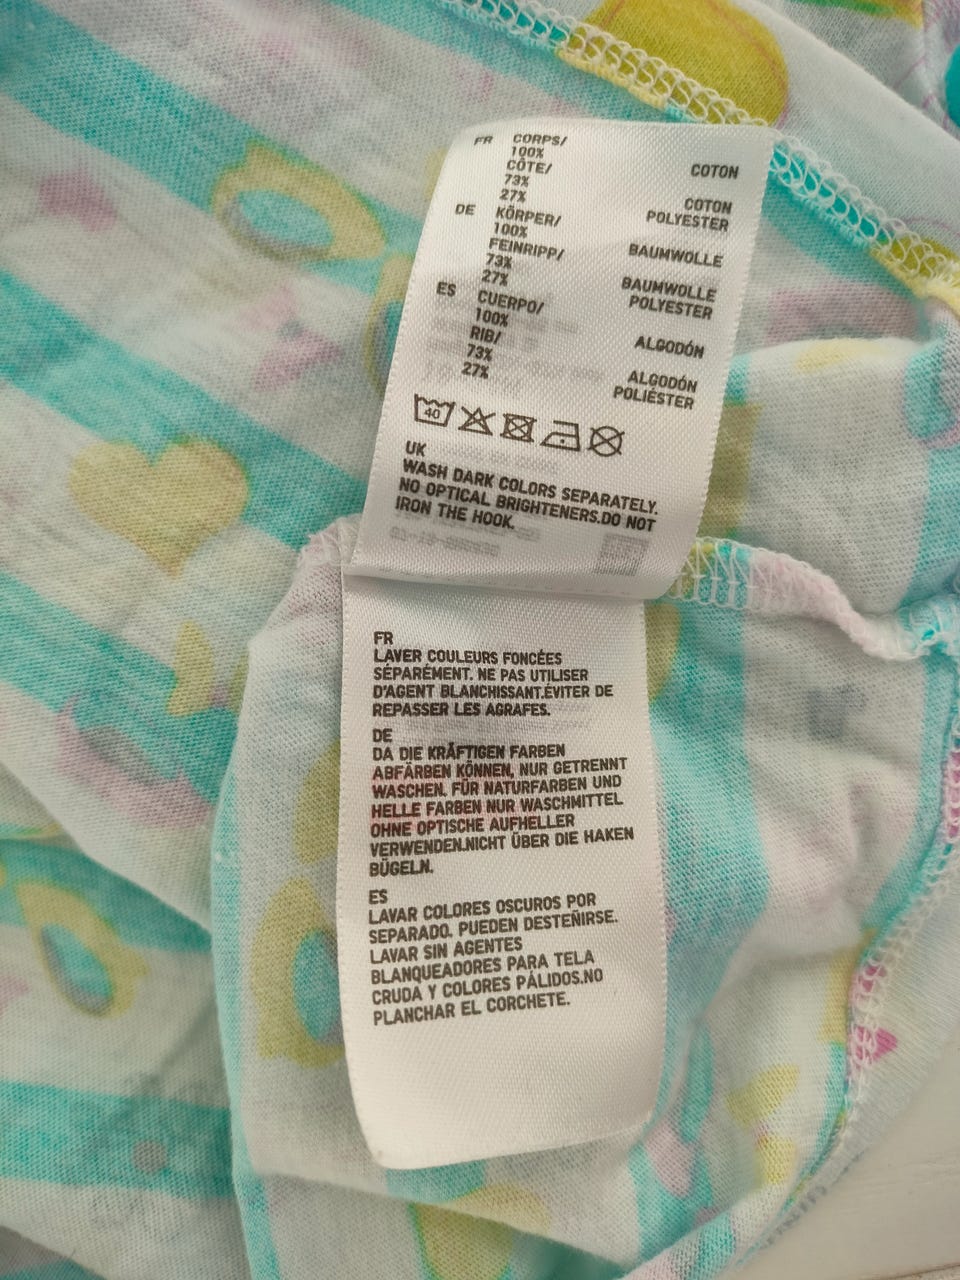 FR CORPS/
100% COTON
CÔTE/
73% COTON
27% POLYESTER
DE KÖRPER/
100% BAUMWOLLE
FEINRIPP/
73% BAUMWOLLE
27% POLYESTER
ES CUERPO/
100% ALGODÓN
RIB/
73% ALGODÓN
27% POLIÉSTER
40
UK
WASH DARK COLORS SEPARATELY.
NO OPTICAL BRIGHTENERS.DO NOT
IRON THE HOOK.
FR
LAVER COULEURS FONCÉES
SÉPARÉMENT. NE PAS UTILISER
D'AGENT BLANCHISSANT.ÉVITER DE
REPASSER LES AGRAFES.
DE
DA DIE KRÄFTIGEN FARBEN
ABFÄRBEN KÖNNEN, NUR GETRENNT
WASCHEN. FÜR NATURFARBEN UND
HELLE FARBEN NUR WASCHMITTEL
OHNE OPTISCHE AUFHELLER
VERWENDEN.NICHT ÜBER DIE HAKEN
BÜGELN.
ES
LAVAR COLORES OSCUROS POR
SEPARADO. PUEDEN DESTEÑIRSE.
LAVAR SIN AGENTES
BLANQUEADORES PARA TELA
CRUDA Y COLORES PÁLIDOS.NO
PLANCHAR EL CORCHETE.